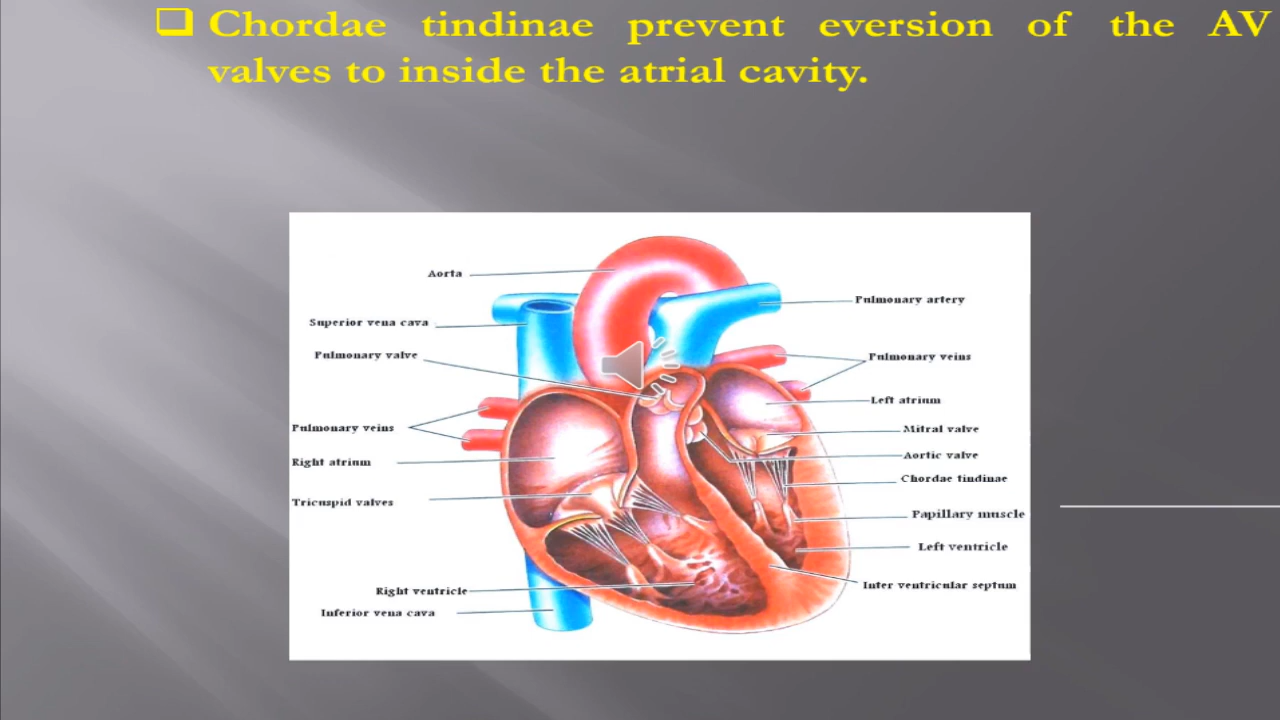 Chordae tindinae prevent eversion of the AV
valves to inside the atrial cavity.
Aorta
Pulmonary artery
Superior vena cava
Pulmonary valve
Pulmonary veins
Left atrium
Pulmonary veins
Mitral valve
Aortic valve
Right atrium
Chordae tindinae
Tricuspid valves
Papillary muscle
Left ventricle
Inter ventricular septum
Right ventricle
Inferior vena cava